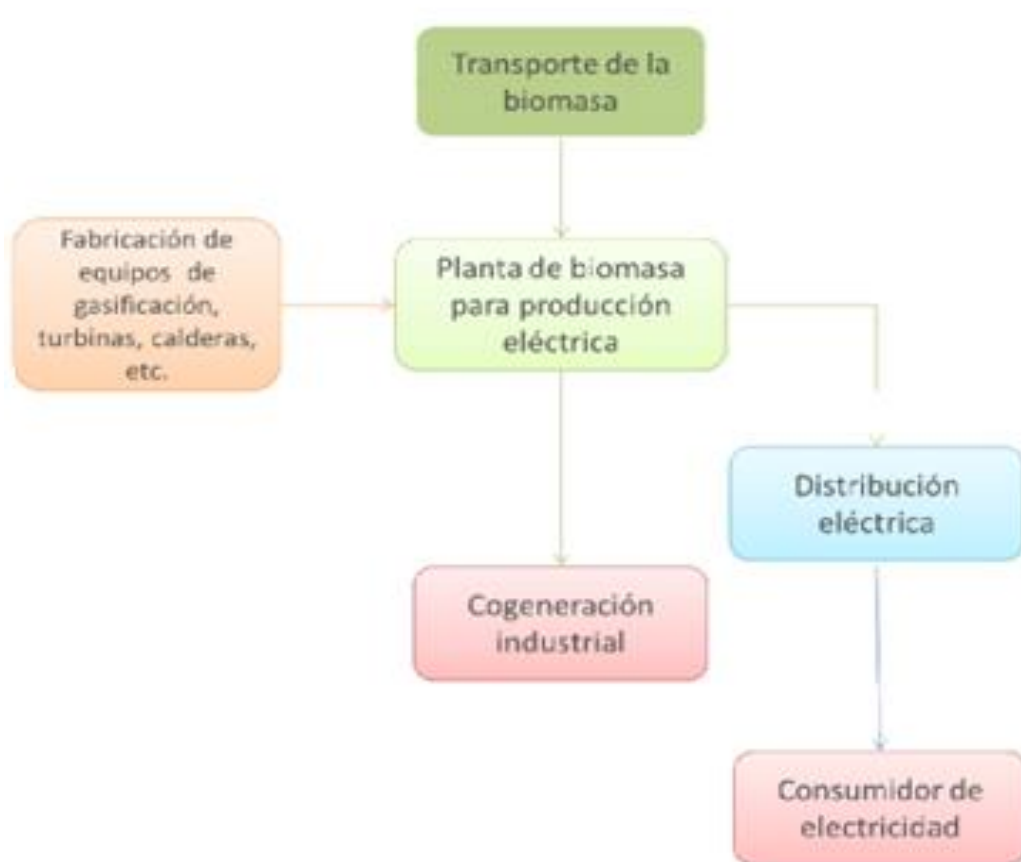 Transporte de la
biomasa
Fabricación de
equipos de
gasificación,
turbinas, calderas,
etc.
Planta de biomasa
para producción
eléctrica
Distribución
eléctrica
Cogeneración
industrial
Consumidor de
electricidad